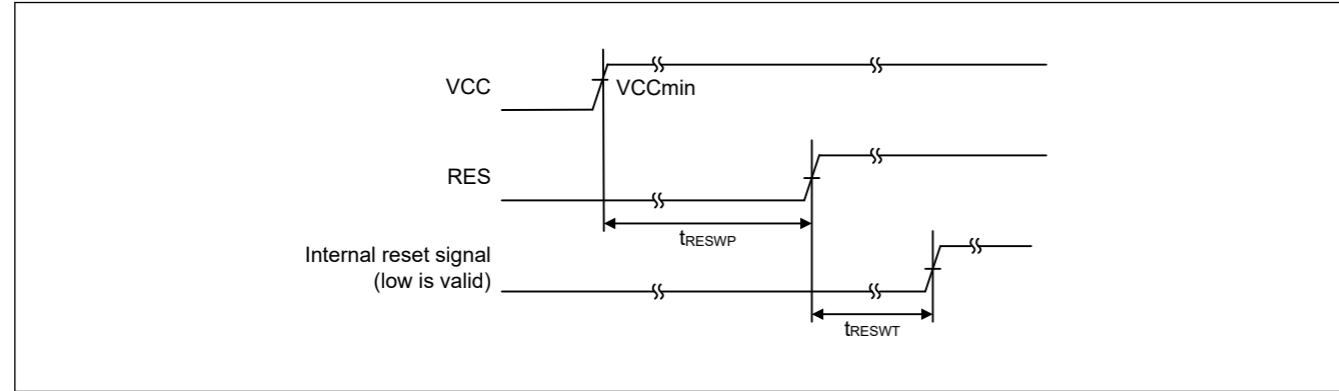 VCC
VCCmin
RES
tRESWP
Internal reset signal
(low is valid)
tRESWT